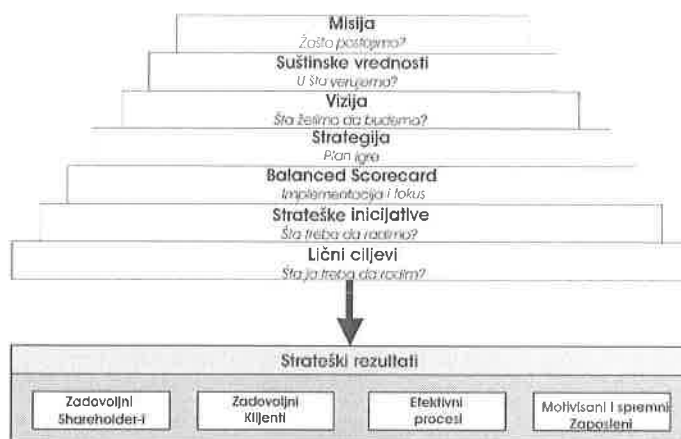 Misija
Zašto postojimo?
Suštinske vrednosti
U šta verujemo?
Vizija
Šta želimo da budemo?
Strategija
Plan igre
Balanced Scorecard
Implementacija i fokus
Strateške inicijative
Šta treba da radimo?
Lični ciljevi
Šta ja treba da radim?
Strateški rezultati
Zadovoljni
Shareholder-i
Zadovoljni
Klijenti
Efektivni
procesi
Motivisani i spremni
Zaposleni